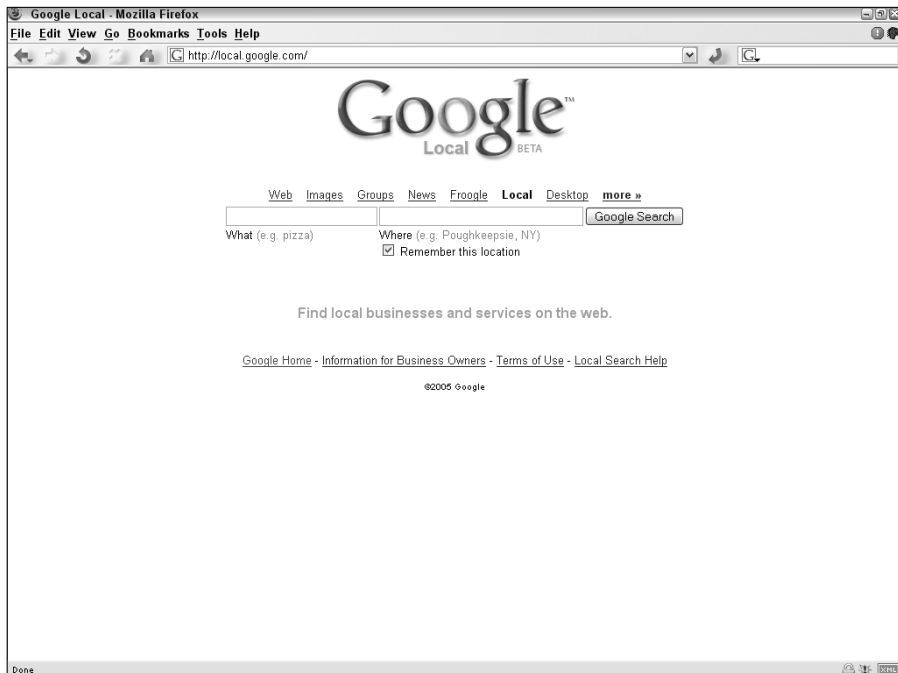 Google Local - Mozilla Firefox
File Edit View Go Bookmarks Tools Help
G http://local.google.com/ G
Google™
Local BETA
Web Images Groups News Froogle Local Desktop more »
Google Search
What (e.g. pizza) Where (e.g. Poughkeepsie, NY)
Remember this location
Find local businesses and services on the web.
Google Home - Information for Business Owners - Terms of Use - Local Search Help
©2005 Google
Done XML